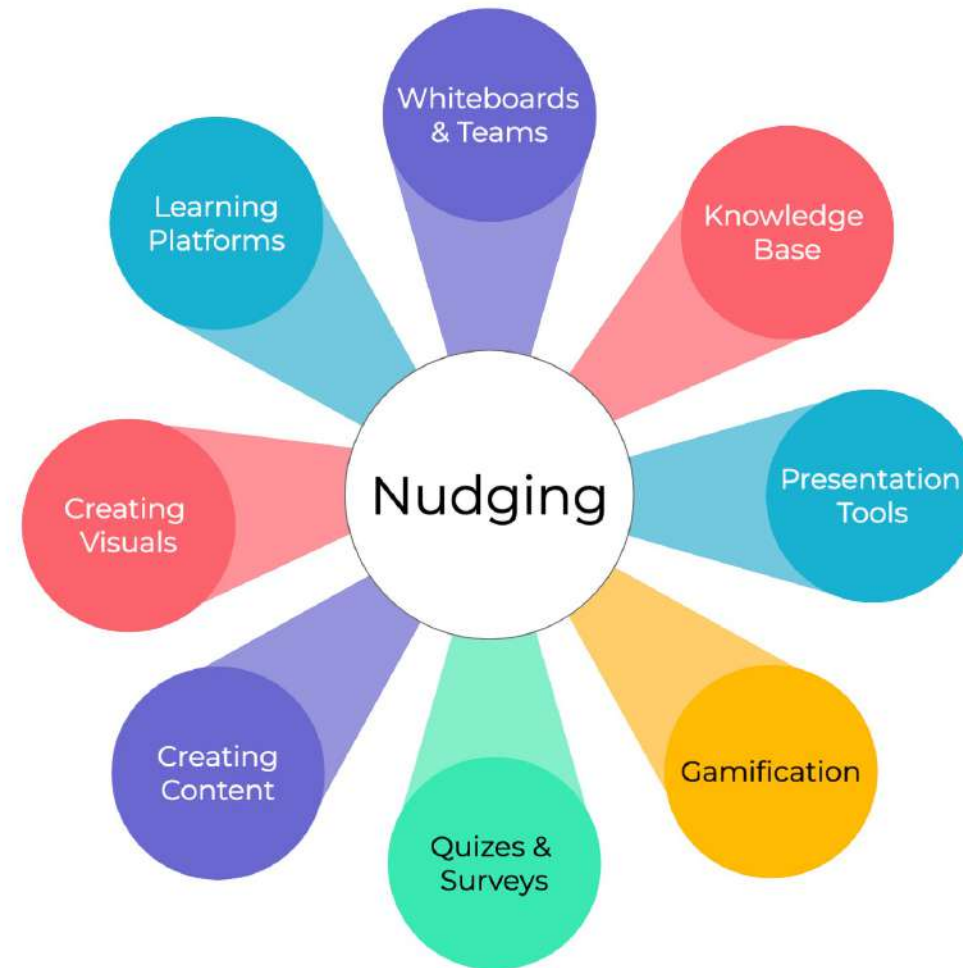 Whiteboards
& Teams
Learning
Platforms
Knowledge
Base
Nudging
Presentation
Tools
Creating
Visuals
Gamification
Creating
Content
Quizes &
Surveys